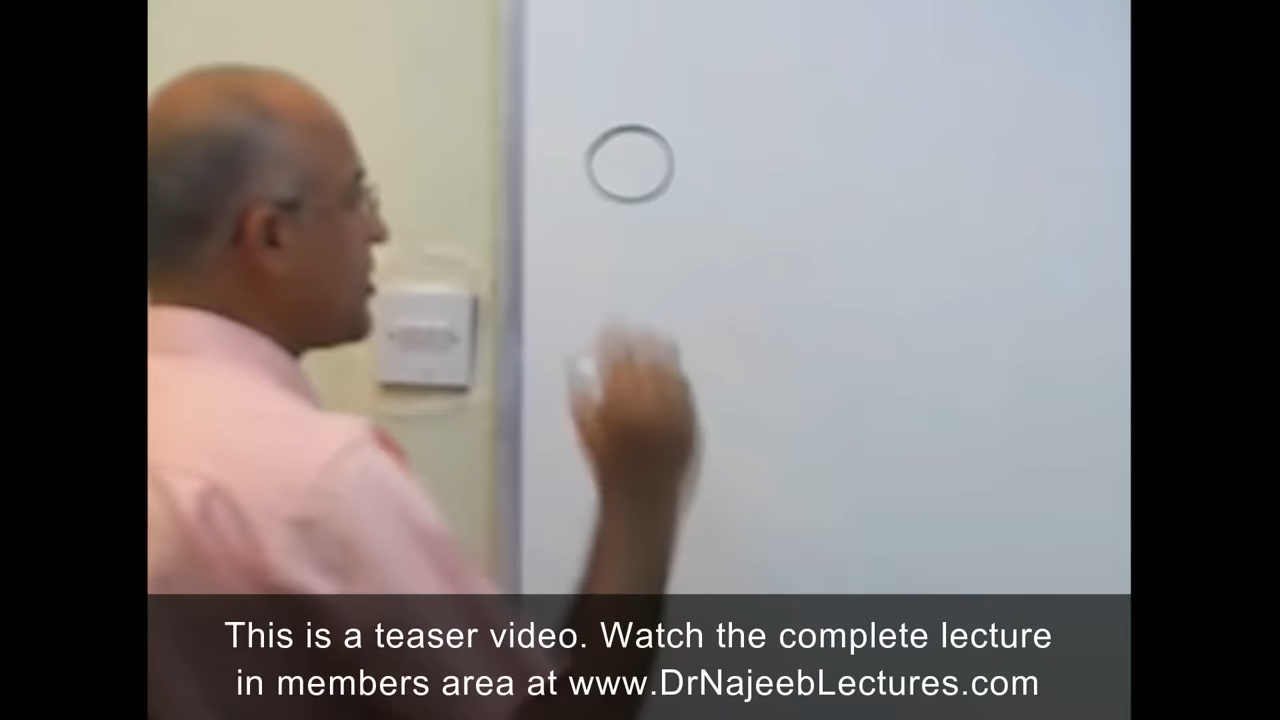 This is a teaser video. Watch the complete lecture
in members area at www.DrNajeebLectures.com